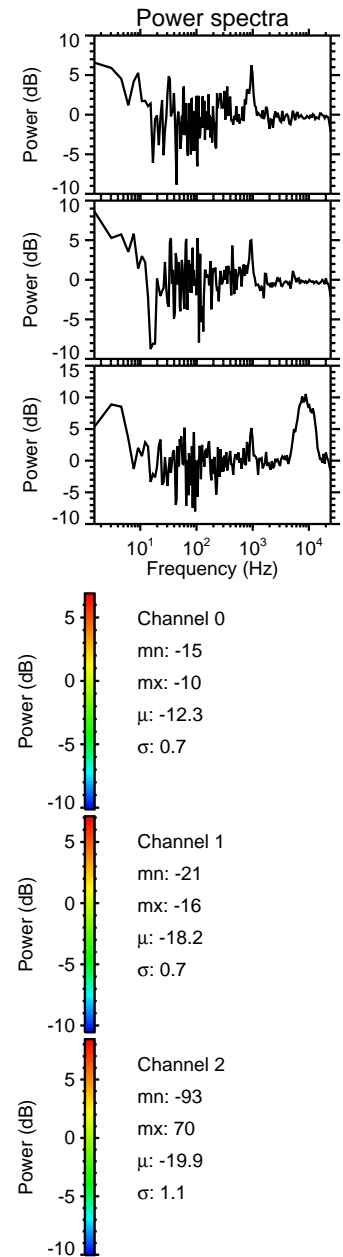 Power spectra
10
5
0
-5
-10
Power (dB)
10
5
0
-5
-10
Power (dB)
15
10
5
0
-5
-10
Power (dB)
10¹ 10² 10³ 10⁴
Frequency (Hz)
5
0
-5
-10
Power (dB)
Channel 0
mn: -15
mx: -10
μ: -12.3
σ: 0.7
5
0
-5
-10
Power (dB)
Channel 1
mn: -21
mx: -16
μ: -18.2
σ: 0.7
5
0
-5
-10
Power (dB)
Channel 2
mn: -93
mx: 70
μ: -19.9
σ: 1.1